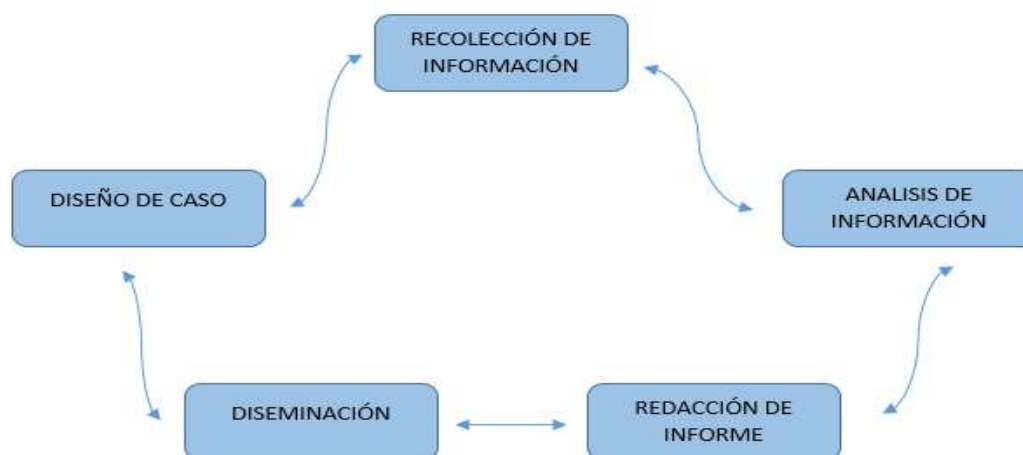 RECOLECCIÓN DE
INFORMACIÓN
DISEÑO DE CASO
ANALISIS DE
INFORMACIÓN
DISEMINACIÓN
REDACCIÓN DE
INFORME